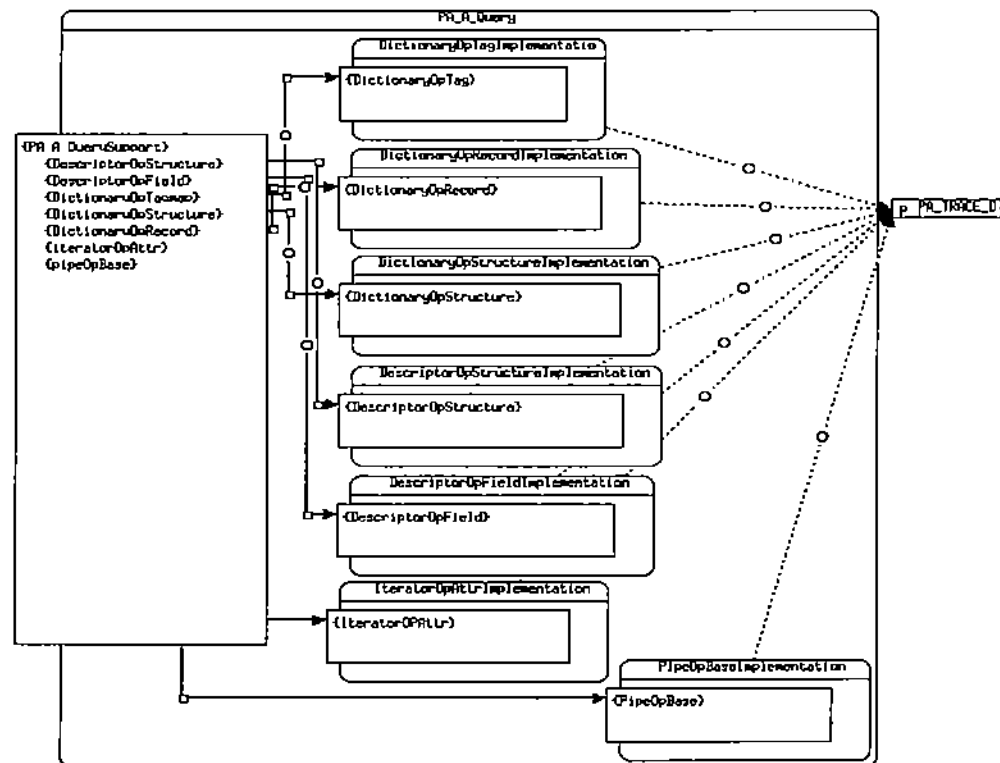 PA_A_Query
DictionaryOpTagImplementatio
{DictionaryOpTag}
{PA A QuerySupport}
{DescriptorOpStructure}
{DescriptorOpField}
{DictionaryOpTagmap}
{DictionaryOpStructure}
{DictionaryOpRecord}
{iteratorOpAttr}
{pipeOpBase}
DictionaryOpRecordImplementation
{DictionaryOpRecord}
P PA_TRACE_D
DictionaryOpStructureImplementation
{DictionaryOpStructure}
DescriptorOpStructureImplementation
{DescriptorOpStructure}
DescriptorOpFieldImplementation
{DescriptorOpField}
IteratorOpAttrImplementation
{IteratorOPAttr}
PipeOpBaseImplementation
{PipeOpBase}